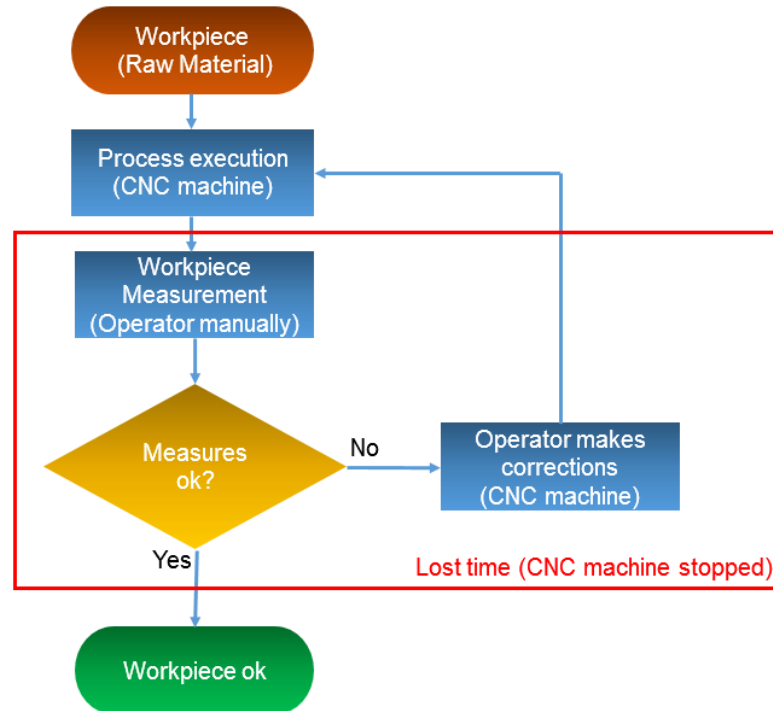 Workpiece
(Raw Material)
Process execution
(CNC machine)
Workpiece
Measurement
(Operator manually)
Measures
ok?
No
Operator makes
corrections
(CNC machine)
Yes
Lost time (CNC machine stopped)
Workpiece ok